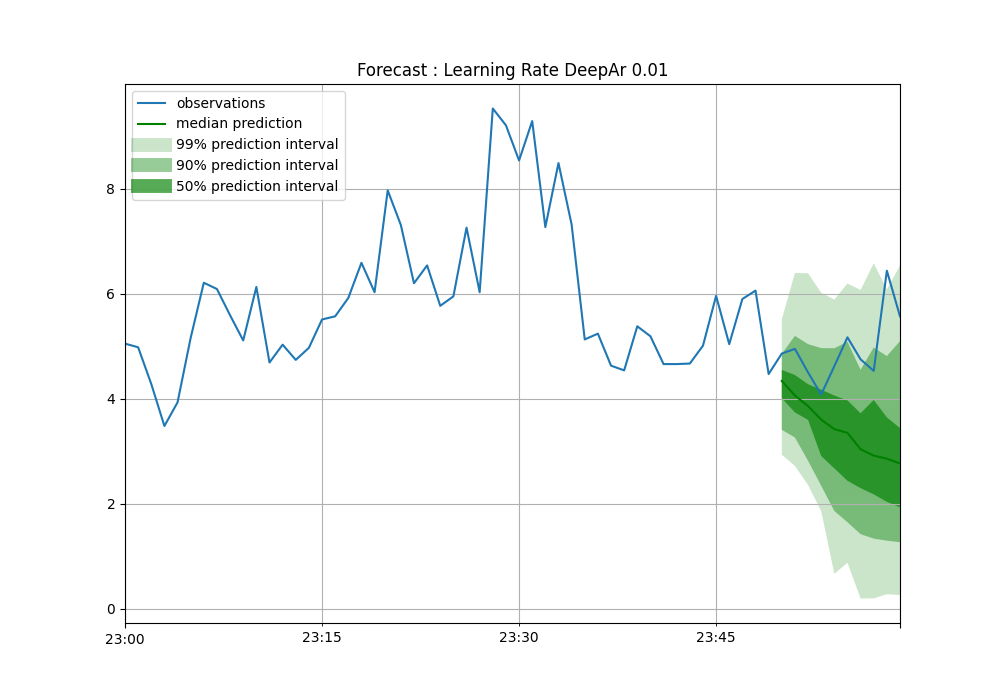 Forecast : Learning Rate DeepAr 0.01
observations
median prediction
99% prediction interval
90% prediction interval
50% prediction interval
8
6
4
2
0
23:00
23:15
23:30
23:45